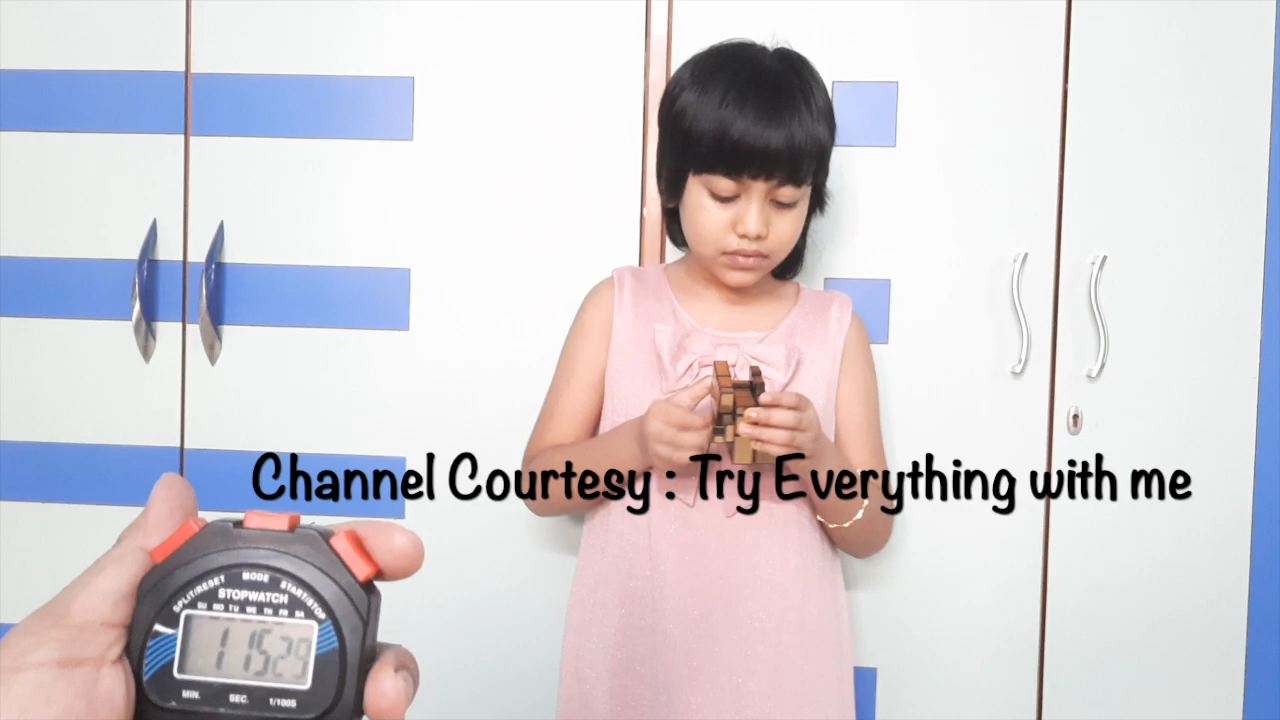 Channel Courtesy : Try Everything with me
SPLIT/RESET MODE START/STOP
STOPWATCH
SU MO TU WE TH FR SA
1 15 29
MIN. SEC. 1/100S